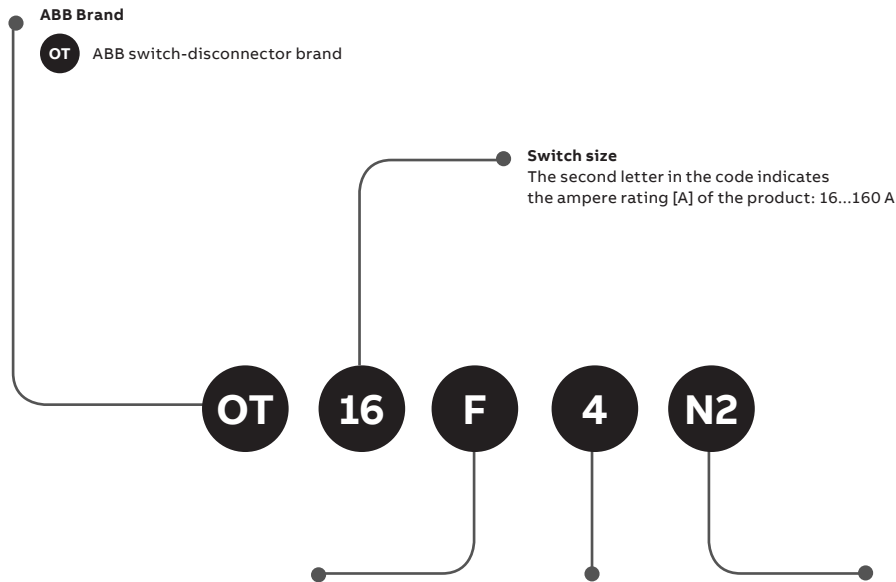 ABB Brand
OT ABB switch-disconnector brand
Switch size
The second letter in the code indicates
the ampere rating [A] of the product: 16...160 A
OT 16 F 4 N2